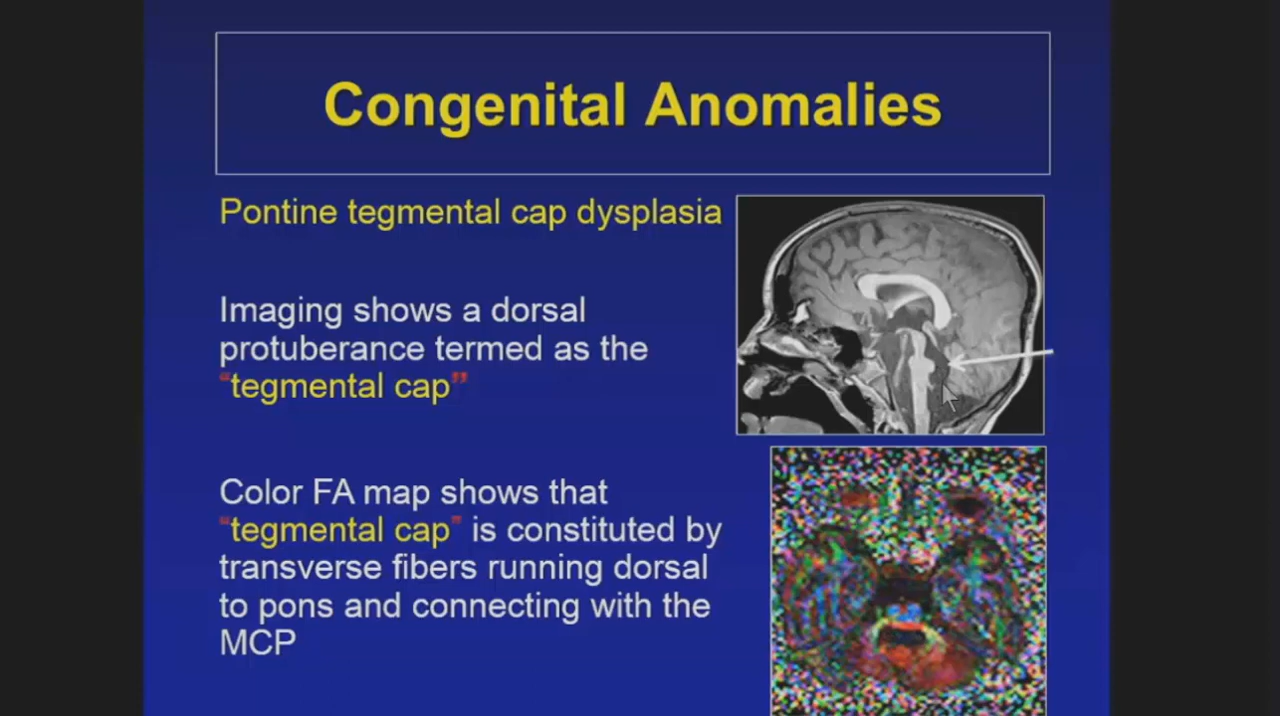 Congenital Anomalies
Pontine tegmental cap dysplasia
Imaging shows a dorsal
protuberance termed as the
“tegmental cap”
Color FA map shows that
“tegmental cap” is constituted by
transverse fibers running dorsal
to pons and connecting with the
MCP